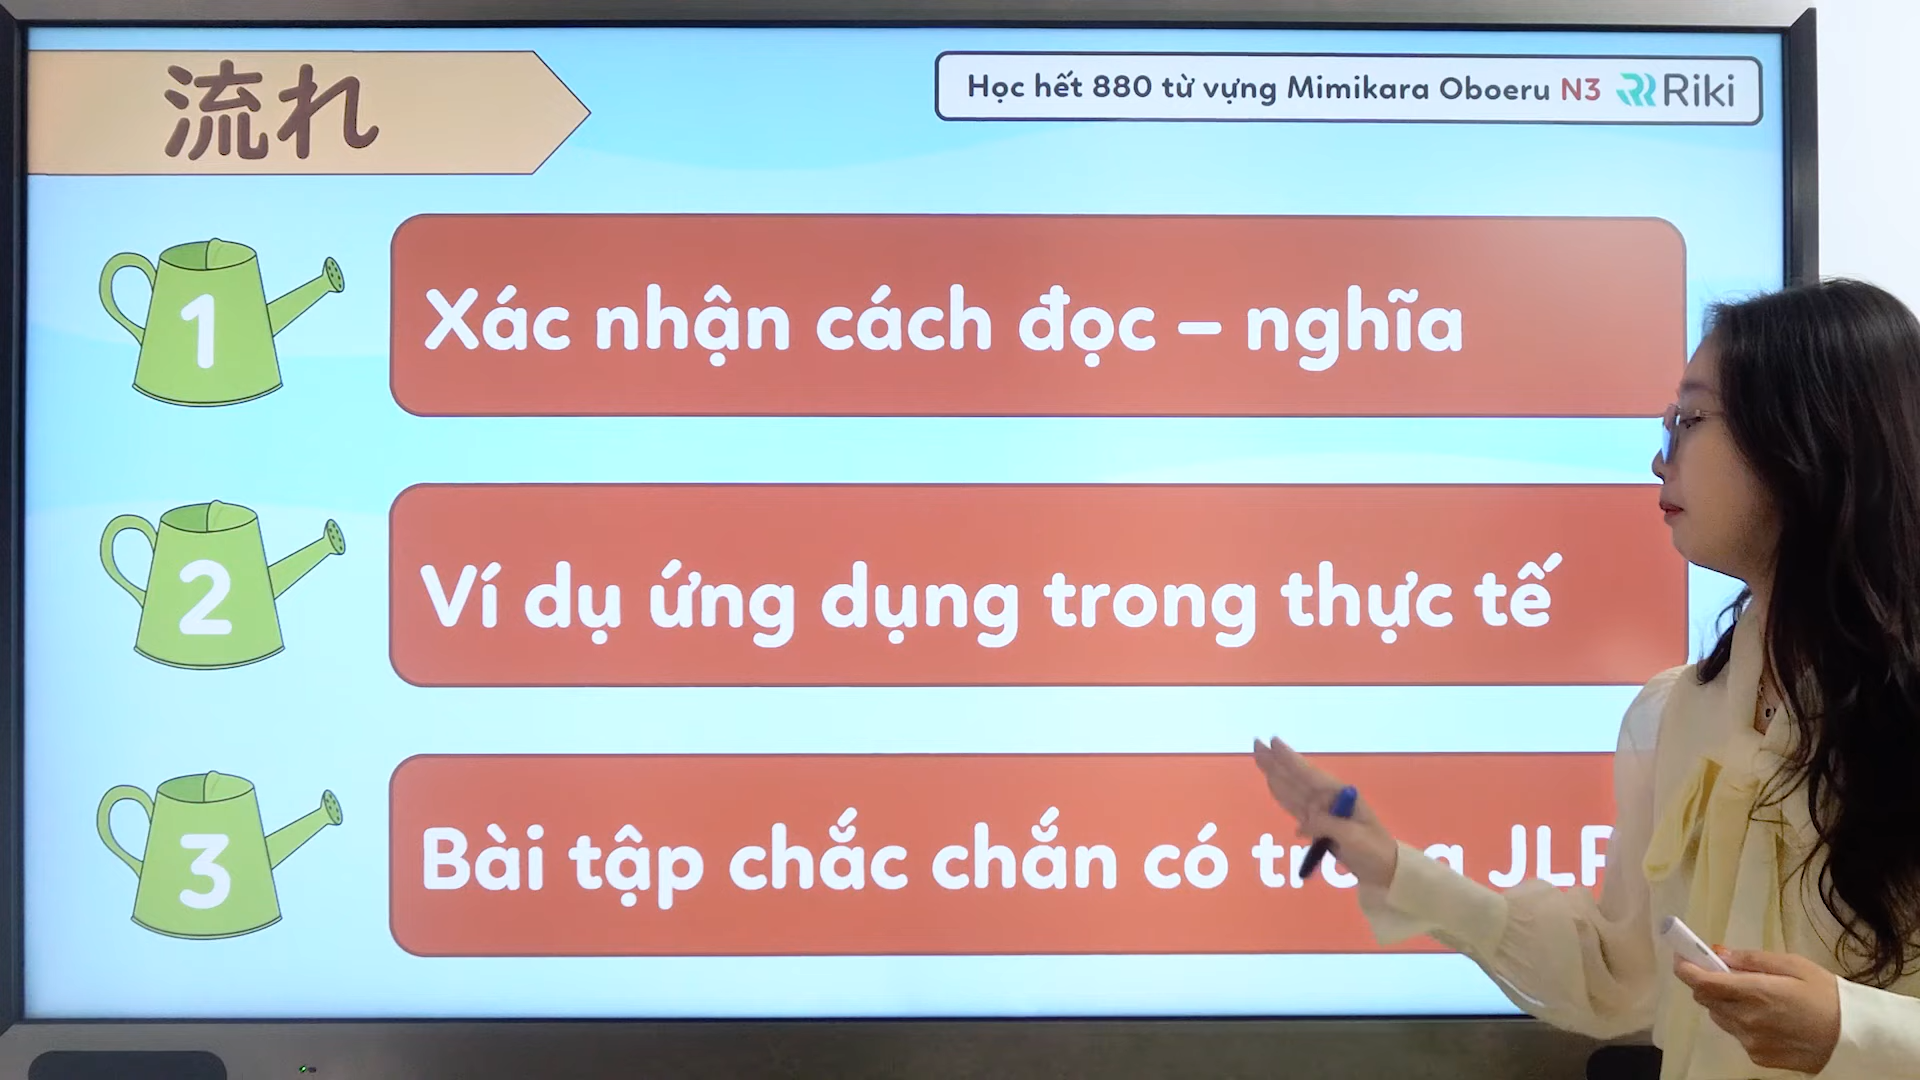 流れ
Học hết 880 từ vựng Mimikara Oboeru N3 Riki
1
Xác nhận cách đọc – nghĩa
2
Ví dụ ứng dụng trong thực tế
3
Bài tập chắc chắn có trong